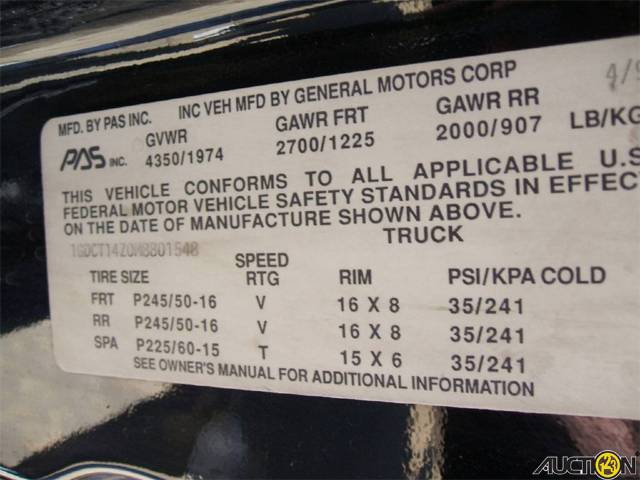 MFD. BY PAS INC. INC VEH MFD BY GENERAL MOTORS CORP 4/9
PAS INC. GVWR GAWR FRT GAWR RR
4350/1974 2700/1225 2000/907 LB/KG
THIS VEHICLE CONFORMS TO ALL APPLICABLE U.S
FEDERAL MOTOR VEHICLE SAFETY STANDARDS IN EFFEC
ON THE DATE OF MANUFACTURE SHOWN ABOVE.
1GDCT14Z0M8801548 TRUCK
TIRE SIZE SPEED RTG RIM PSI/KPA COLD
FRT P245/50-16 V 16 X 8 35/241
RR P245/50-16 V 16 X 8 35/241
SPA P225/60-15 T 15 X 6 35/241
SEE OWNER'S MANUAL FOR ADDITIONAL INFORMATION
AUCTION